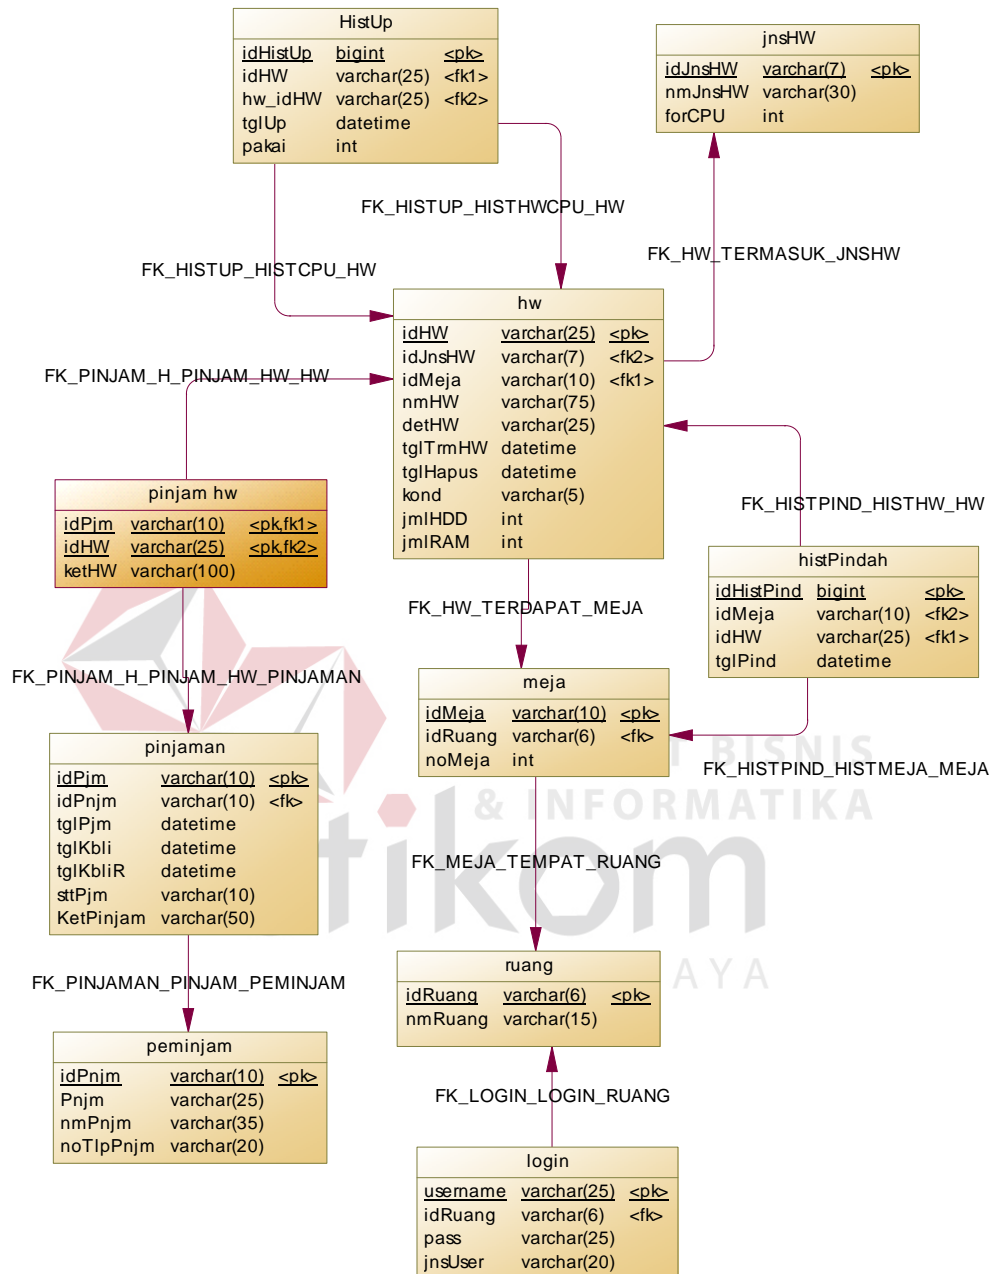 HistUp
idHistUp bigint <pk>
idHW varchar(25) <fk1>
hw_idHW varchar(25) <fk2>
tglUp datetime
pakai int
jnsHW
idJnsHW varchar(7) <pk>
nmJnsHW varchar(30)
forCPU int
FK_HISTUP_HISTHWCPU_HW
FK_HISTUP_HISTCPU_HW
FK_HW_TERMASUK_JNSHW
hw
idHW varchar(25) <pk>
idJnsHW varchar(7) <fk2>
idMeja varchar(10) <fk1>
nmHW varchar(75)
detHW varchar(25)
tglTrmHW datetime
tglHapus datetime
kond varchar(5)
jmlHDD int
jmlRAM int
FK_PINJAM_H_PINJAM_HW_HW
pinjam hw
idPjm varchar(10) <pk,fk1>
idHW varchar(25) <pk,fk2>
ketHW varchar(100)
FK_HISTPIND_HISTHW_HW
histPindah
idHistPind bigint <pk>
idMeja varchar(10) <fk2>
idHW varchar(25) <fk1>
tglPind datetime
FK_HW_TERDAPAT_MEJA
FK_PINJAM_H_PINJAM_HW_PINJAMAN
meja
idMeja varchar(10) <pk>
idRuang varchar(6) <fk>
noMeja int
FK_HISTPIND_HISTMEJA_MEJA
pinjaman
idPjm varchar(10) <pk>
idPnjm varchar(10) <fk>
tglPjm datetime
tglKbli datetime
tglKbliR datetime
sttPjm varchar(10)
KetPinjam varchar(50)
BISNIS
& INFORMATIKA
FK_MEJA_TEMPAT_RUANG
FK_PINJAMAN_PINJAM_PEMINJAM
ruang
idRuang varchar(6) <pk>
nmRuang varchar(15)
peminjam
idPnjm varchar(10) <pk>
Pnjm varchar(25)
nmPnjm varchar(35)
noTlpPnjm varchar(20)
FK_LOGIN_LOGIN_RUANG
login
username varchar(25) <pk>
idRuang varchar(6) <fk>
pass varchar(25)
jnsUser varchar(20)